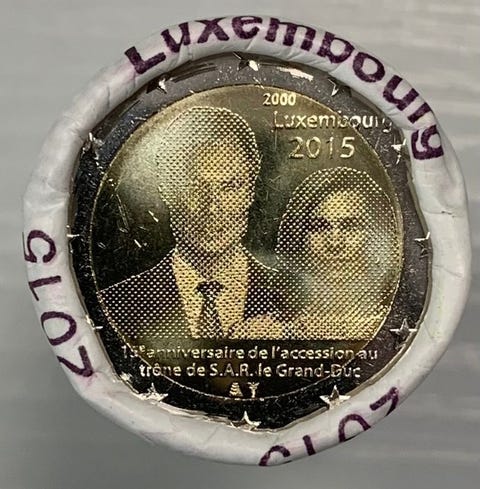 Luxembourg
2015
2015
2000
Luxembourg
2015
15e anniversaire de l'accession au
trône de S.A.R. le Grand-Duc